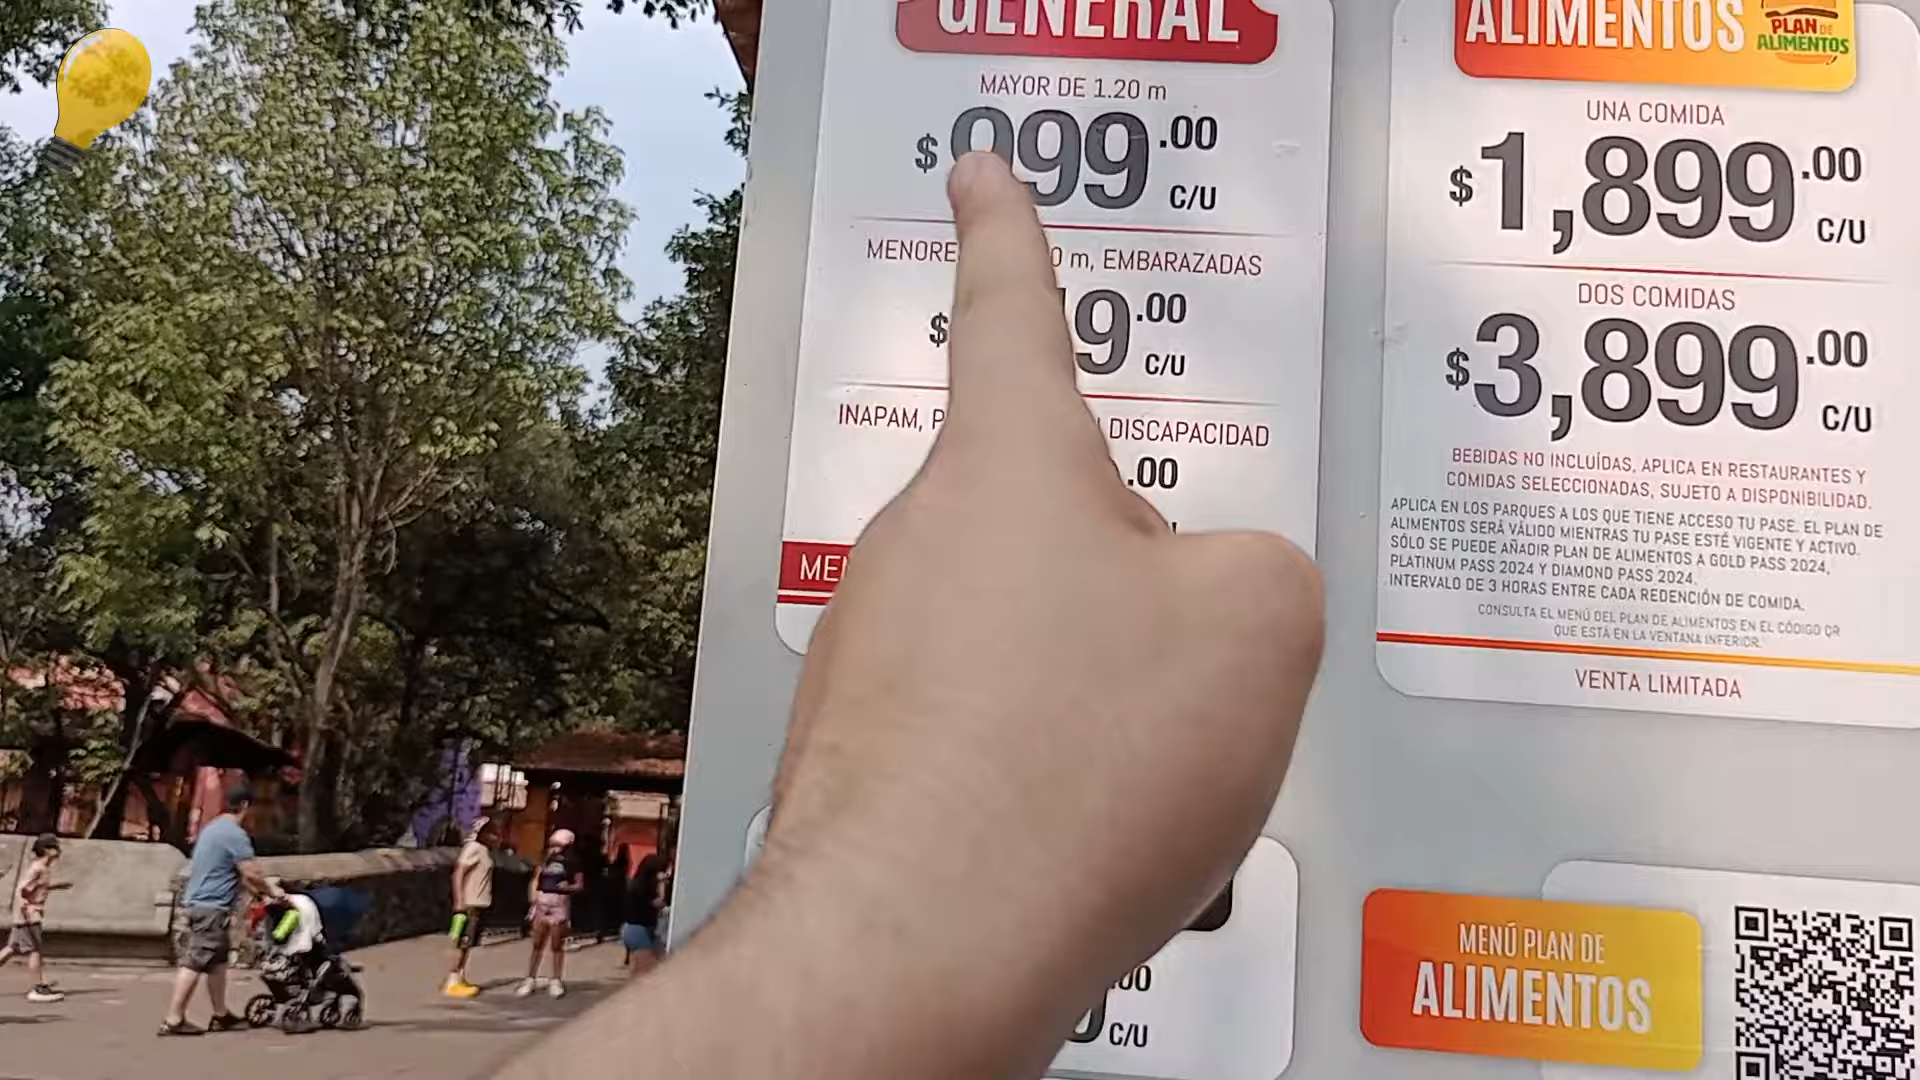 GENERAL
MAYOR DE 1.20 m
$999.00
C/U
EMBARAZADAS
.00
C/U
INAPAM,
DISCAPACIDAD
.00
.00
C/U
ALIMENTOS
PLAN DE
ALIMENTOS
UNA COMIDA
$1,899.00
C/U
DOS COMIDAS
$3,899.00
C/U
BEBIDAS NO INCLUÍDAS, APLICA EN RESTAURANTES Y
COMIDAS SELECCIONADAS, SUJETO A DISPONIBILIDAD.
APLICA EN LOS PARQUES A LOS QUE TIENE ACCESO TU PASE. EL PLAN DE
ALIMENTOS SERÁ VÁLIDO MIENTRAS TU PASE ESTÉ VIGENTE Y ACTIVO.
SÓLO SE PUEDE AÑADIR PLAN DE ALIMENTOS A GOLD PASS 2024,
PLATINUM PASS 2024 Y DIAMOND PASS 2024.
INTERVALO DE 3 HORAS ENTRE CADA REDENCIÓN DE COMIDA.
CONSULTA EL MENÚ DEL PLAN DE ALIMENTOS EN EL CÓDIGO QR
QUE ESTÁ EN LA VENTANA INFERIOR.
VENTA LIMITADA
MENÚ PLAN DE
ALIMENTOS